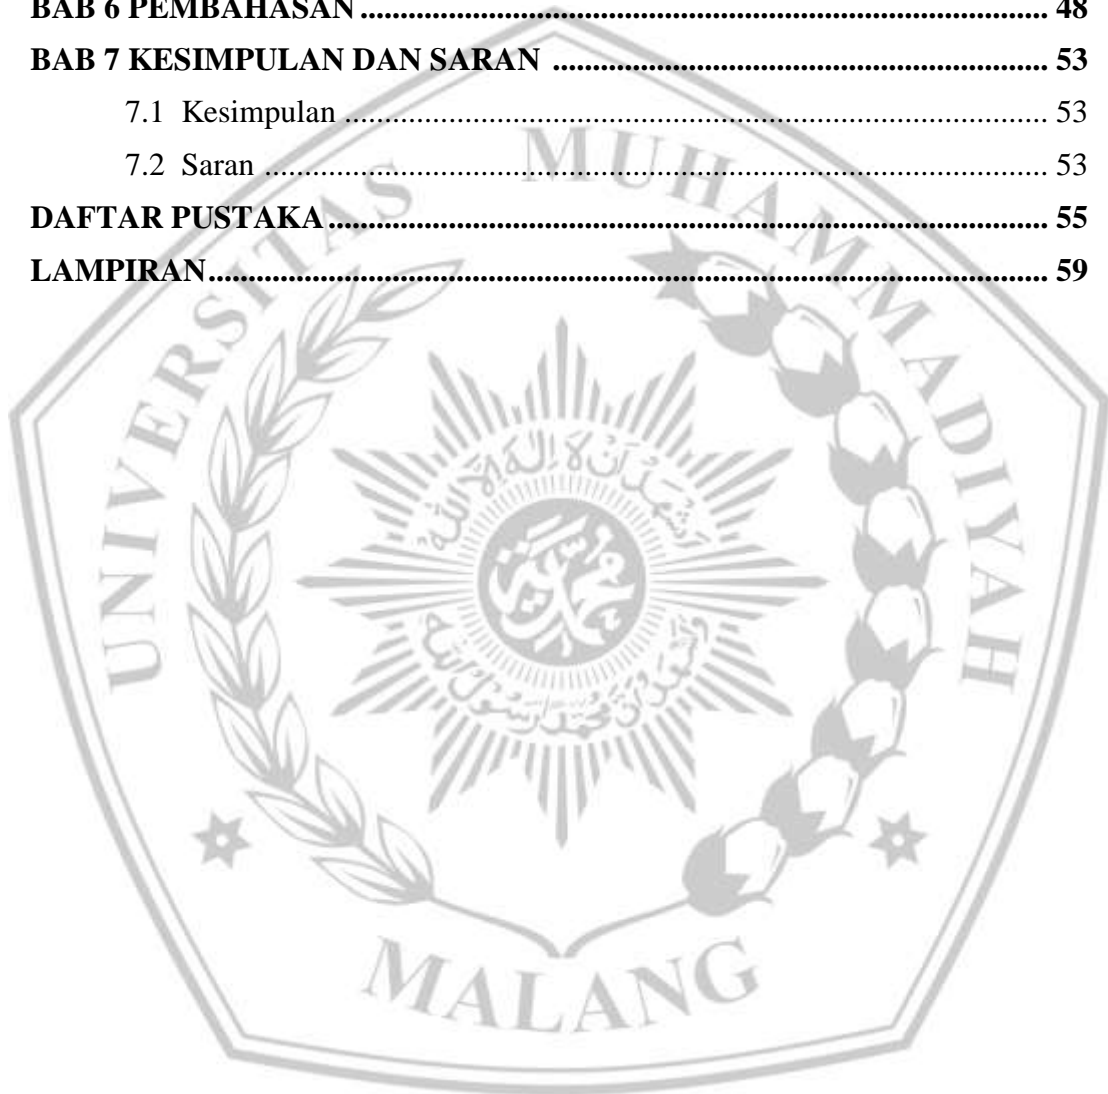 BAB 6 PEMBAHASAN ........................................................................................ 48
BAB 7 KESIMPULAN DAN SARAN ............................................................... 53
7.1 Kesimpulan ......................................................................................... 53
7.2 Saran ................................................................................................... 53
DAFTAR PUSTAKA ........................................................................................... 55
LAMPIRAN .......................................................................................................... 59
UNIVERSITAS MUHAMMADIYAH
MALANG